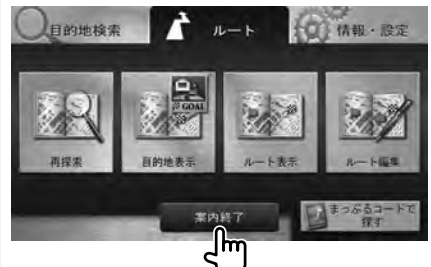 目的地検索
ルート
情報・設定
GOAL
再探索
目的地表示
ルート表示
ルート編集
案内終了
まっぷるコードで
探す